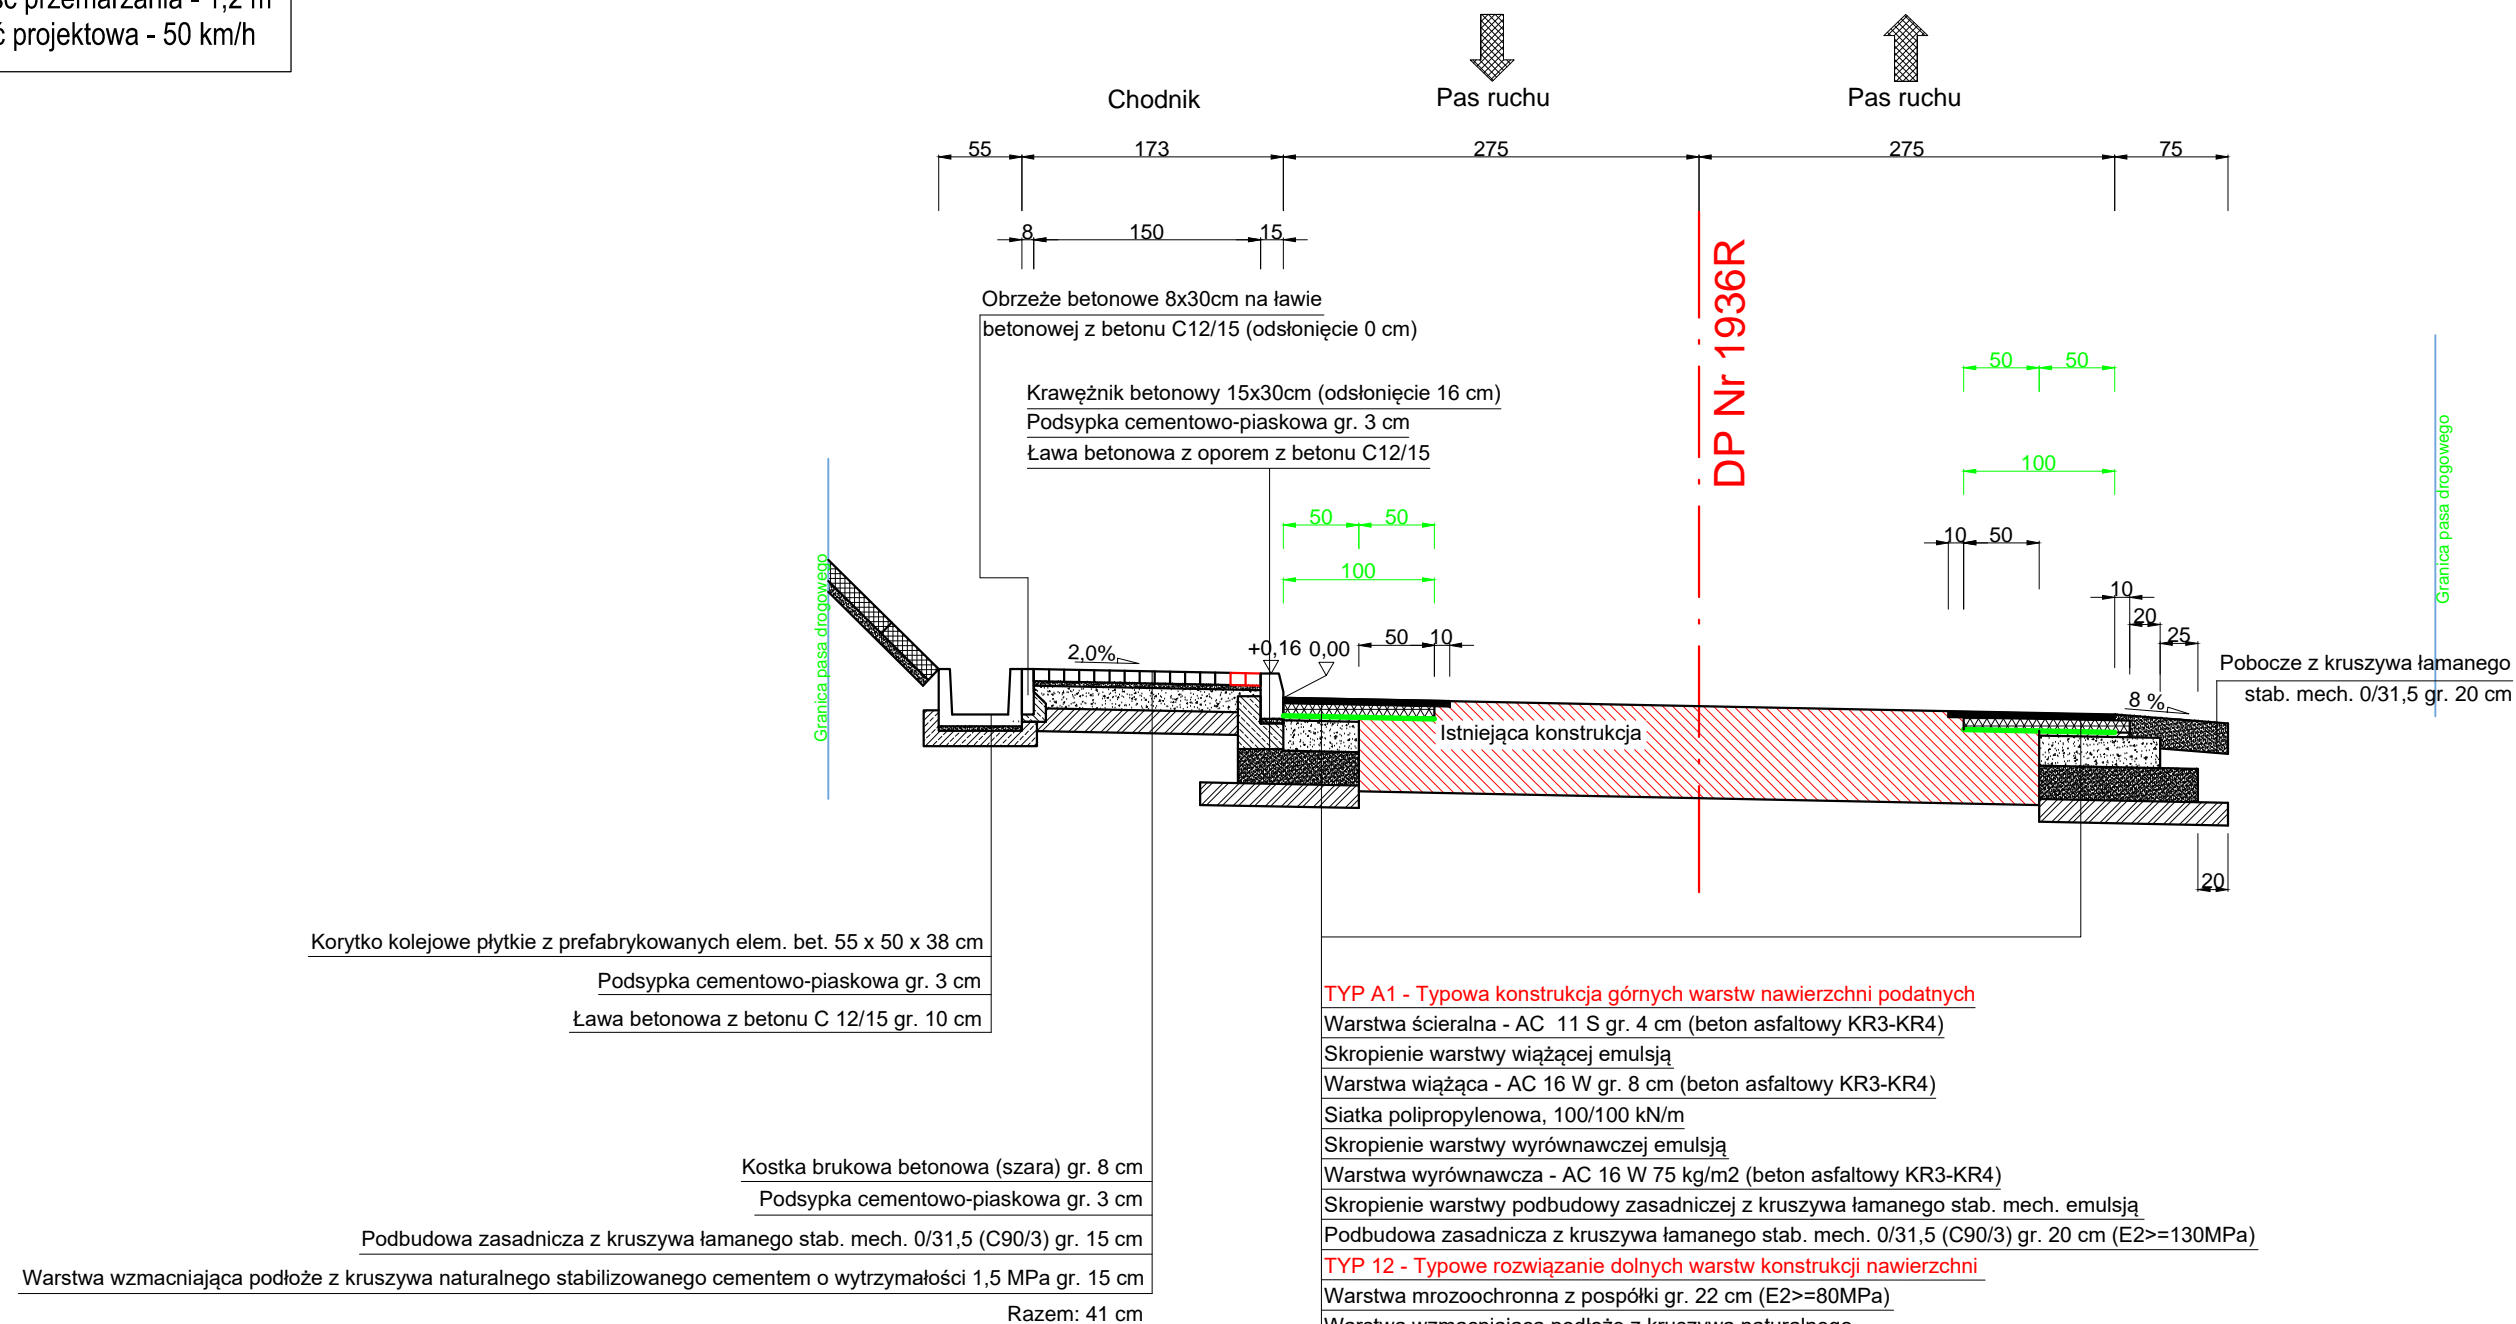 przemarzania - 1,2 m
projektowa - 50 km/h
Chodnik
Pas ruchu
Pas ruchu
55
173
275
275
75
8
150
15
Obrzeże betonowe 8x30cm na ławie
betonowej z betonu C12/15 (odsłonięcie 0 cm)
Krawężnik betonowy 15x30cm (odsłonięcie 16 cm)
Podsypka cementowo-piaskowa gr. 3 cm
Ława betonowa z oporem z betonu C12/15
DP Nr 1936R
50
50
100
10
50
50
50
100
50
10
10
20
25
Granica pasa drogowego
Granica pasa drogowego
2,0%
+0,16
0,00
8 %
Pobocze z kruszywa łamanego
stab. mech. 0/31,5 gr. 20 cm
Istniejąca konstrukcja
20
Korytko kolejowe płytkie z prefabrykowanych elem. bet. 55 x 50 x 38 cm
Podsypka cementowo-piaskowa gr. 3 cm
Ława betonowa z betonu C 12/15 gr. 10 cm
Kostka brukowa betonowa (szara) gr. 8 cm
Podsypka cementowo-piaskowa gr. 3 cm
Podbudowa zasadnicza z kruszywa łamanego stab. mech. 0/31,5 (C90/3) gr. 15 cm
Warstwa wzmacniająca podłoże z kruszywa naturalnego stabilizowanego cementem o wytrzymałości 1,5 MPa gr. 15 cm
Razem: 41 cm
TYP A1 - Typowa konstrukcja górnych warstw nawierzchni podatnych
Warstwa ścieralna - AC 11 S gr. 4 cm (beton asfaltowy KR3-KR4)
Skropienie warstwy wiążącej emulsją
Warstwa wiążąca - AC 16 W gr. 8 cm (beton asfaltowy KR3-KR4)
Siatka polipropylenowa, 100/100 kN/m
Skropienie warstwy wyrównawczej emulsją
Warstwa wyrównawcza - AC 16 W 75 kg/m2 (beton asfaltowy KR3-KR4)
Skropienie warstwy podbudowy zasadniczej z kruszywa łamanego stab. mech. emulsją
Podbudowa zasadnicza z kruszywa łamanego stab. mech. 0/31,5 (C90/3) gr. 20 cm (E2>=130MPa)
TYP 12 - Typowe rozwiązanie dolnych warstw konstrukcji nawierzchni
Warstwa mrozoochronna z pospółki gr. 22 cm (E2>=80MPa)
Warstwa wzmacniająca podłoże z kruszywa naturalnego